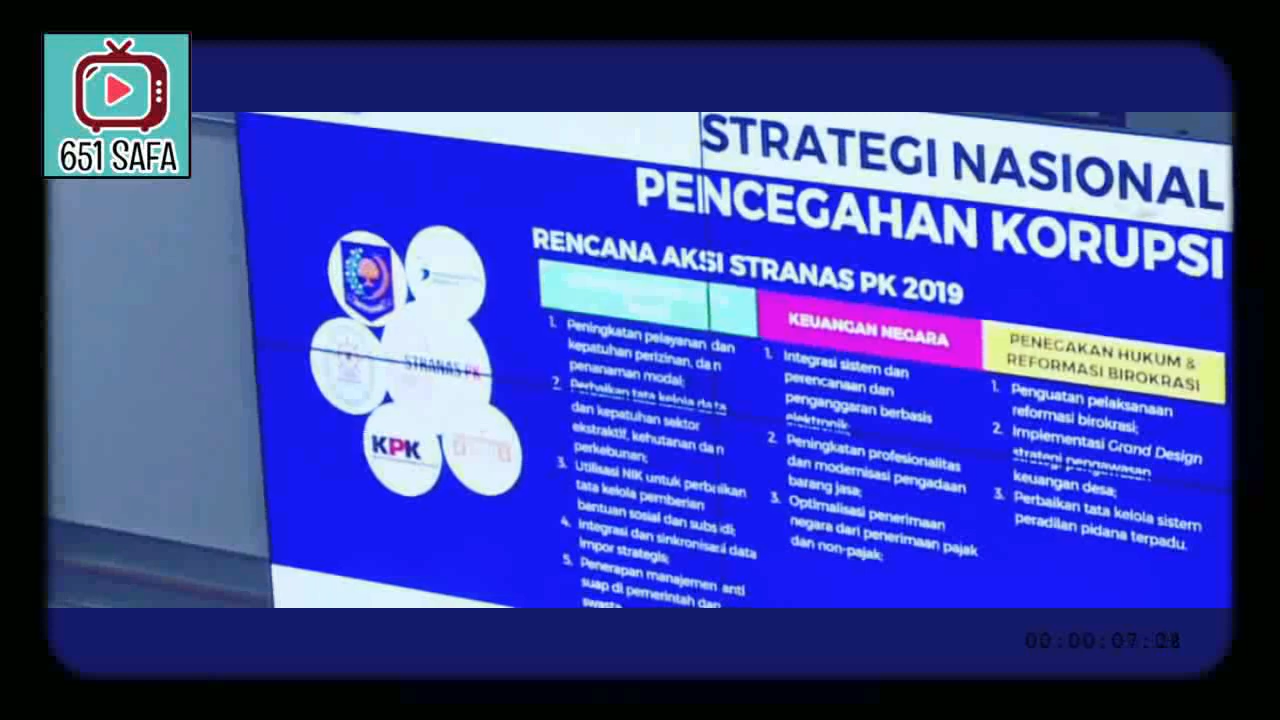 651 SAFA
STRATEGI NASIONAL
PENCEGAHAN KORUPSI
RENCANA AKSI STRANAS PK 2019
STRANAS PK
KPK
1. Peningkatan pelayanan dan
kepatuhan perizinan, dan
penanaman modal;
2. Perbaikan tata kelola data
dan kepatuhan sektor
ekstraktif, kehutanan dan
perkebunan;
3. Utilisasi NIK untuk perbaikan
tata kelola pemberian
bantuan sosial dan subsidi;
4. Integrasi dan sinkronisasi data
impor strategis;
5. Penerapan manajemen anti
suap di pemerintah dan
swasta
KEUANGAN NEGARA
1. Integrasi sistem dan
perencanaan dan
penganggaran berbasis
elektronik;
2. Peningkatan profesionalitas
dan modernisasi pengadaan
barang jasa;
3. Optimalisasi penerimaan
negara dari penerimaan pajak
dan non-pajak;
PENEGAKAN HUKUM &
REFORMASI BIROKRASI
1. Penguatan pelaksanaan
reformasi birokrasi;
2. Implementasi Grand Design
strategi pengawasan
keuangan desa;
3. Perbaikan tata kelola sistem
peradilan pidana terpadu.